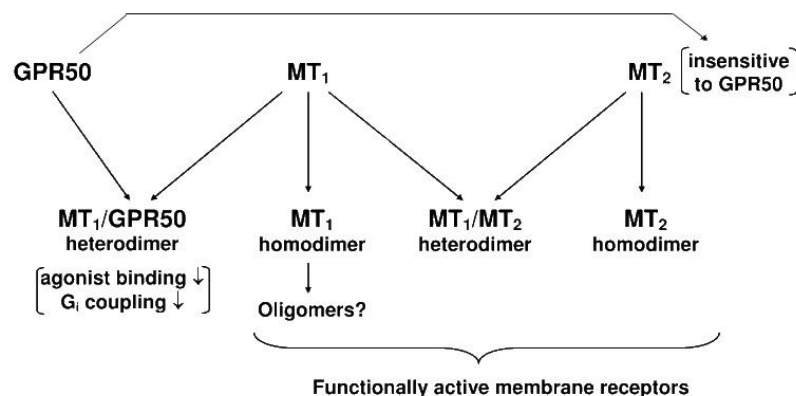 GPR50
MT₁
MT₂
[insensitive
to GPR50]
MT₁/GPR50
heterodimer
[agonist binding ↓
Gᵢ coupling ↓]
MT₁
homodimer
Oligomers?
MT₁/MT₂
heterodimer
MT₂
homodimer
Functionally active membrane receptors